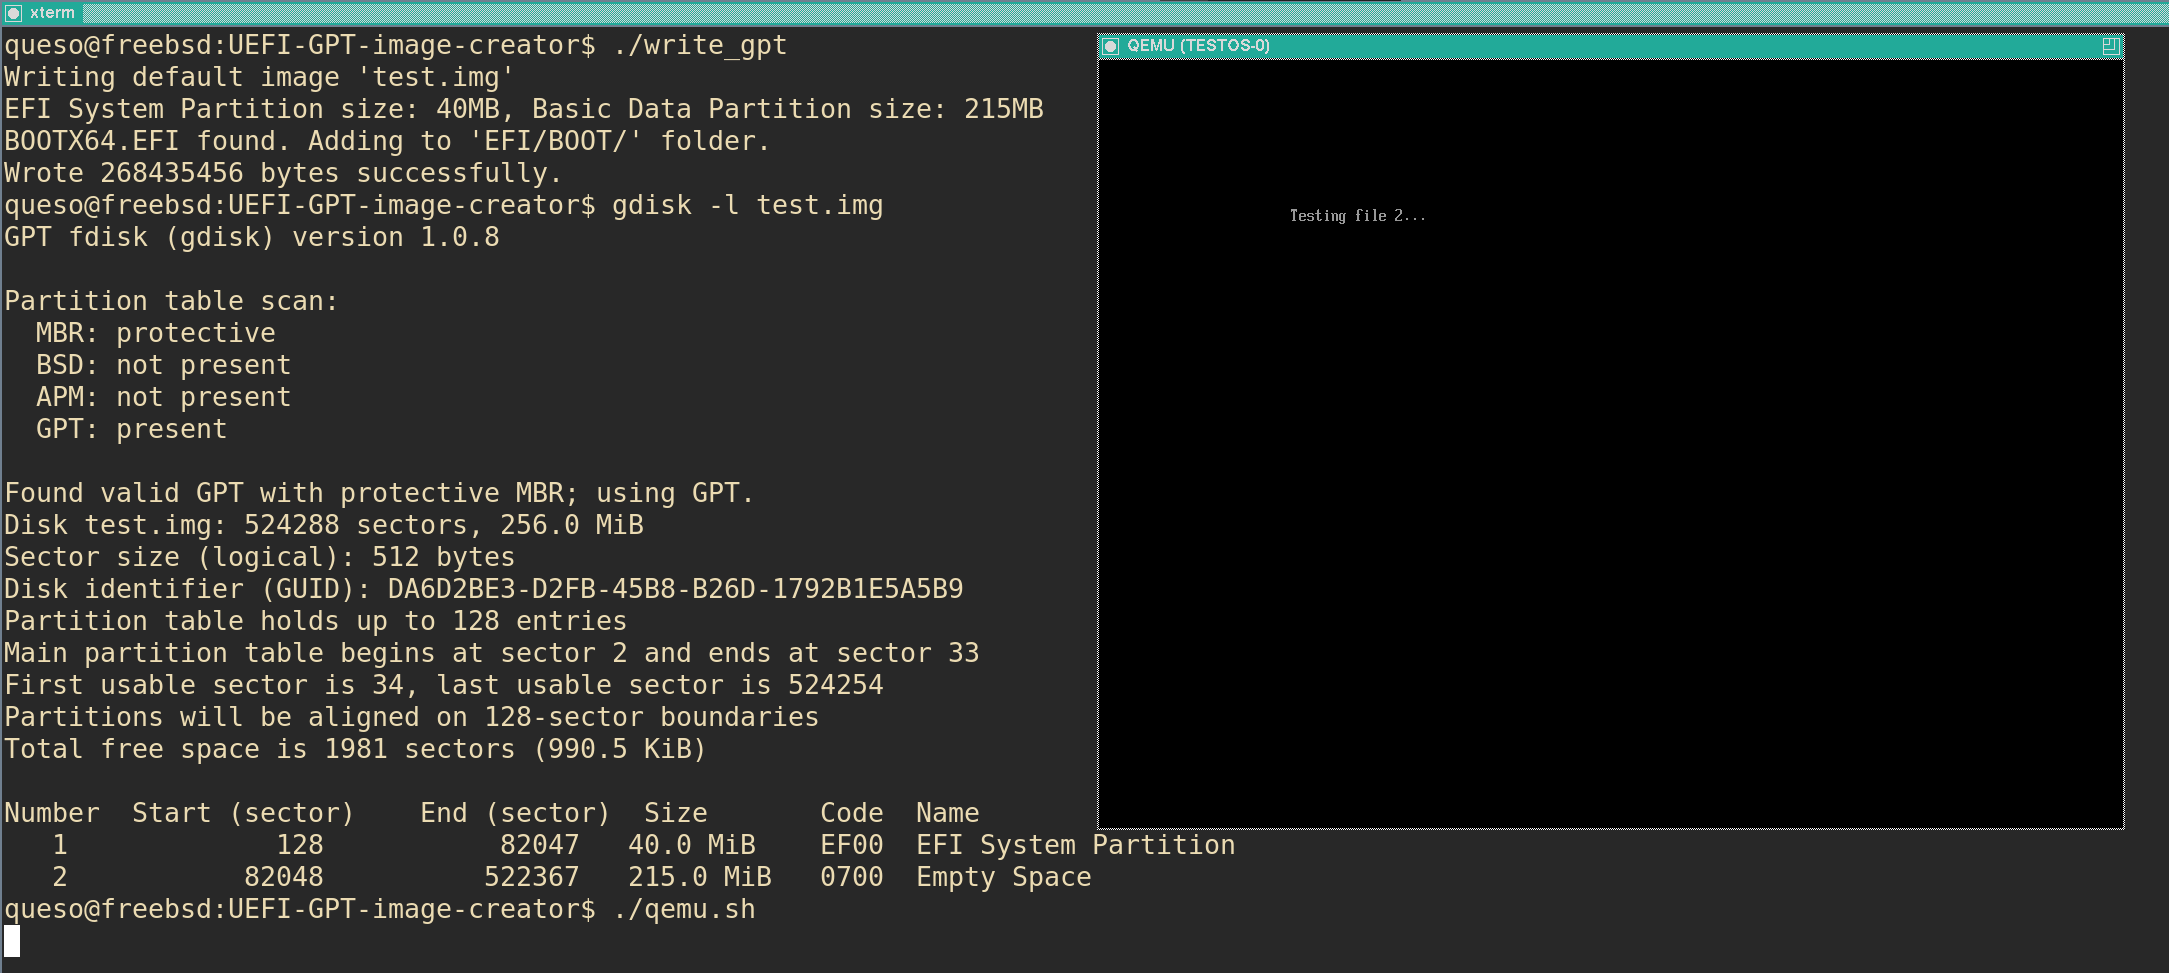 xterm
queso@freebsd:UEFI-GPT-image-creator$ ./write_gpt
Writing default image 'test.img'
EFI System Partition size: 40MB, Basic Data Partition size: 215MB
BOOTX64.EFI found. Adding to 'EFI/BOOT/' folder.
Wrote 268435456 bytes successfully.
queso@freebsd:UEFI-GPT-image-creator$ gdisk -l test.img
GPT fdisk (gdisk) version 1.0.8
Partition table scan:
  MBR: protective
  BSD: not present
  APM: not present
  GPT: present
Found valid GPT with protective MBR; using GPT.
Disk test.img: 524288 sectors, 256.0 MiB
Sector size (logical): 512 bytes
Disk identifier (GUID): DA6D2BE3-D2FB-45B8-B26D-1792B1E5A5B9
Partition table holds up to 128 entries
Main partition table begins at sector 2 and ends at sector 33
First usable sector is 34, last usable sector is 524254
Partitions will be aligned on 128-sector boundaries
Total free space is 1981 sectors (990.5 KiB)
Number  Start (sector)    End (sector)  Size       Code  Name
   1             128           82047   40.0 MiB    EF00  EFI System Partition
   2           82048          522367   215.0 MiB   0700  Empty Space
queso@freebsd:UEFI-GPT-image-creator$ ./qemu.sh
QEMU (TESTOS-0)
Testing file 2...